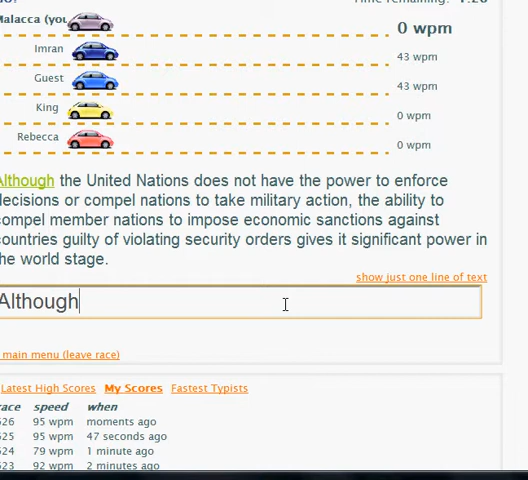 Malacca (you
0 wpm
Imran
43 wpm
Guest
43 wpm
King
0 wpm
Rebecca
0 wpm
Although the United Nations does not have the power to enforce
decisions or compel nations to take military action, the ability to
compel member nations to impose economic sanctions against
countries guilty of violating security orders gives it significant power in
the world stage.
show just one line of text
Although
main menu (leave race)
Latest High Scores My Scores Fastest Typists
race speed when
626 95 wpm moments ago
625 95 wpm 47 seconds ago
624 79 wpm 1 minute ago
623 92 wpm 2 minutes ago